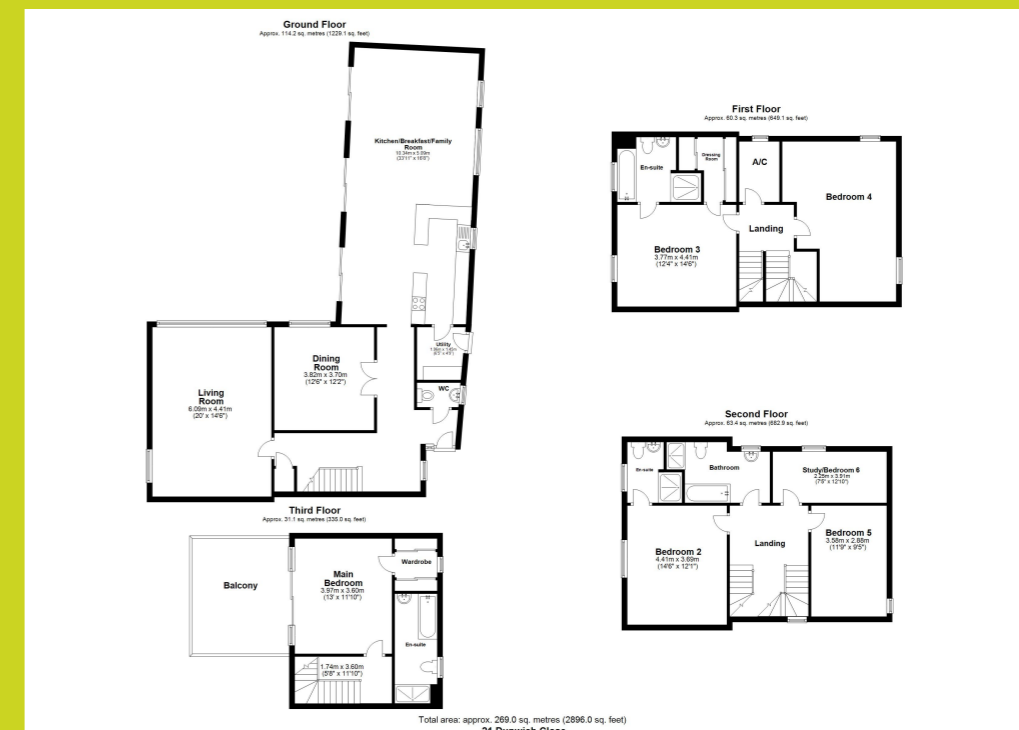 Ground Floor
Approx. 114.2 sq. metres (1229.1 sq. feet)
Kitchen/Breakfast/Family
Room
10.34m x 5.09m
(33'11" x 16'8")
Utility
WC
Dining
Room
3.82m x 3.70m
(12'6" x 12'2")
Living
Room
6.09m x 4.41m
(20' x 14'6")
First Floor
Approx. 60.3 sq. metres (649.1 sq. feet)
En-suite
Dressing
Room
A/C
Bedroom 4
Landing
Bedroom 3
3.77m x 4.41m
(12'4" x 14'6")
Second Floor
Approx. 63.4 sq. metres (682.9 sq. feet)
En-suite
Bathroom
Study/Bedroom 6
2.25m x 3.91m
(7'5" x 12'10")
Bedroom 2
4.41m x 3.69m
(14'6" x 12'1")
Landing
Bedroom 5
3.58m x 2.88m
(11'9" x 9'5")
Third Floor
Approx. 31.1 sq. metres (335.0 sq. feet)
Balcony
Main
Bedroom
3.97m x 3.60m
(13' x 11'10")
Wardrobe
En-suite
1.74m x 3.60m
(5'8" x 11'10")
Total area: approx. 269.0 sq. metres (2896.0 sq. feet)